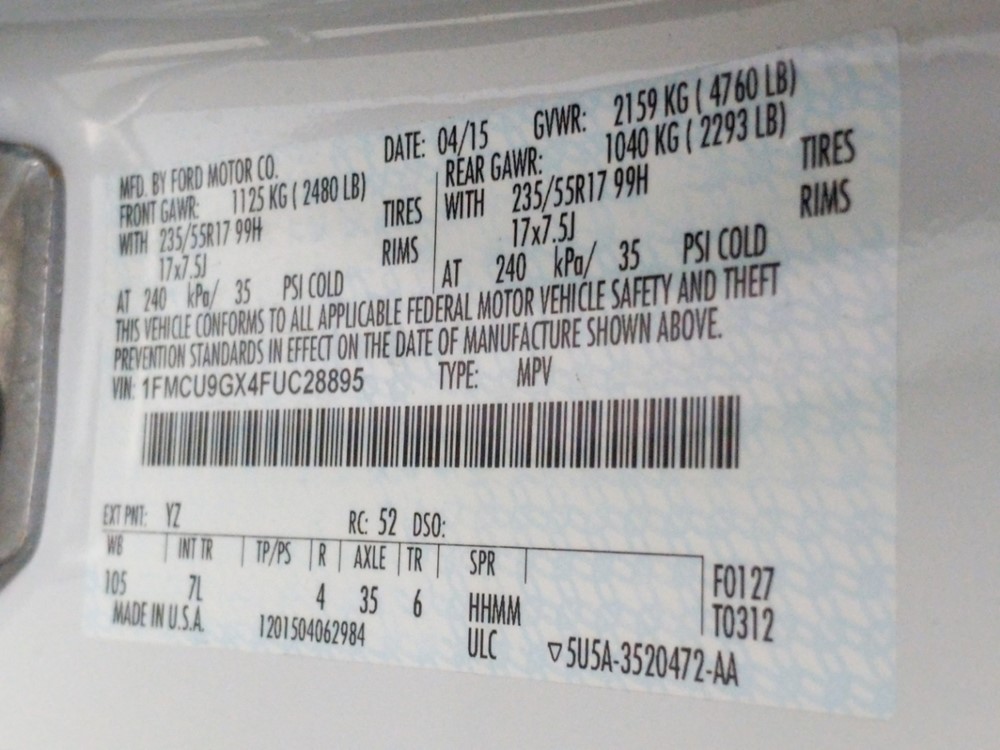 MFD. BY FORD MOTOR CO. DATE: 04/15 GVWR: 2159 KG ( 4760 LB)
FRONT GAWR: 1125 KG ( 2480 LB) REAR GAWR: 1040 KG ( 2293 LB)
WITH 235/55R17 99H TIRES WITH 235/55R17 99H TIRES
17x7.5J RIMS 17x7.5J RIMS
AT 240 kPa/ 35 PSI COLD AT 240 kPa/ 35 PSI COLD
THIS VEHICLE CONFORMS TO ALL APPLICABLE FEDERAL MOTOR VEHICLE SAFETY AND THEFT
PREVENTION STANDARDS IN EFFECT ON THE DATE OF MANUFACTURE SHOWN ABOVE.
VIN: 1FMCU9GX4FUC28895 TYPE: MPV
EXT PNT: YZ RC: 52 DSO:
WB INT TR TP/PS R AXLE TR SPR
105 7L 4 35 6 HHMM F0127
T0312
MADE IN U.S.A. 1201504062984 ULC ▽5U5A-3520472-AA